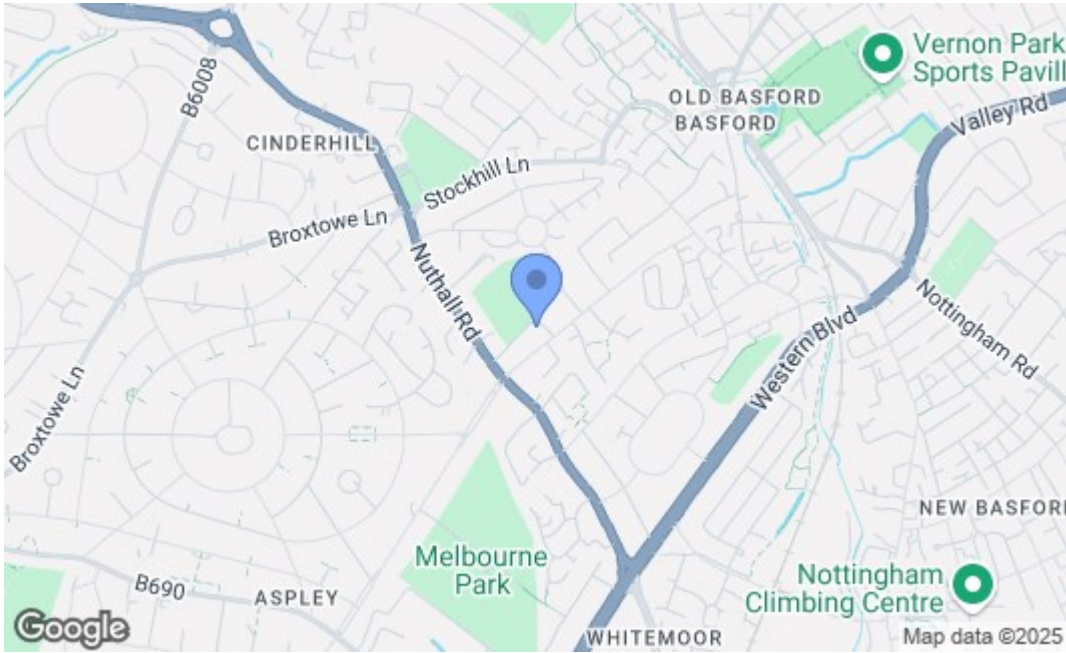 Vernon Park
Sports Pavill
OLD BASFORD
BASFORD
Valley Rd
B6008
CINDERHILL
Stockhill Ln
Broxtowe Ln
Nuthall Rd
Nottingham Rd
Western Blvd
Broxtowe Ln
NEW BASFORD
Melbourne
Park
Nottingham
Climbing Centre
B690
ASPLEY
WHITEMOOR
Google
Map data ©2025